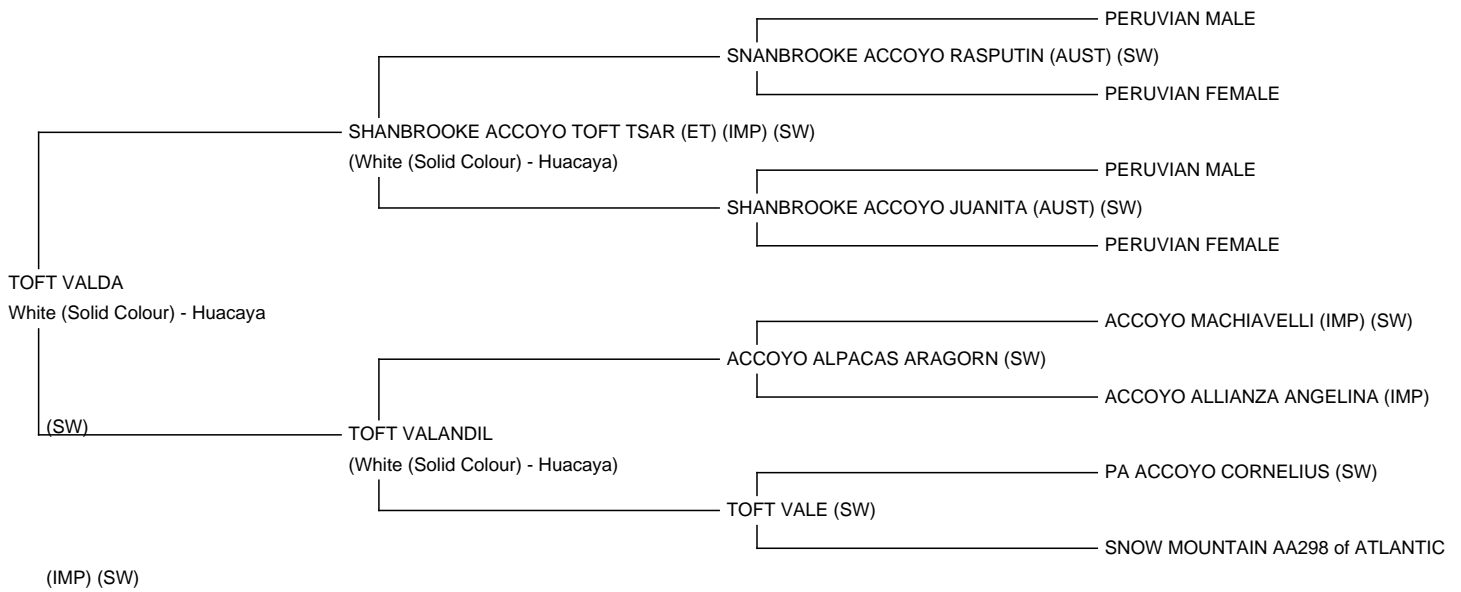 PERUVIAN MALE
SNANBROOKE ACCOYO RASPUTIN (AUST) (SW)
PERUVIAN FEMALE
SHANBROOKE ACCOYO TOFT TSAR (ET) (IMP) (SW)
(White (Solid Colour) - Huacaya)
PERUVIAN MALE
SHANBROOKE ACCOYO JUANITA (AUST) (SW)
PERUVIAN FEMALE
TOFT VALDA
White (Solid Colour) - Huacaya
ACCOYO MACHIAVELLI (IMP) (SW)
ACCOYO ALPACAS ARAGORN (SW)
ACCOYO ALLIANZA ANGELINA (IMP)
(SW)
TOFT VALANDIL
(White (Solid Colour) - Huacaya)
PA ACCOYO CORNELIUS (SW)
TOFT VALE (SW)
SNOW MOUNTAIN AA298 of ATLANTIC
(IMP) (SW)